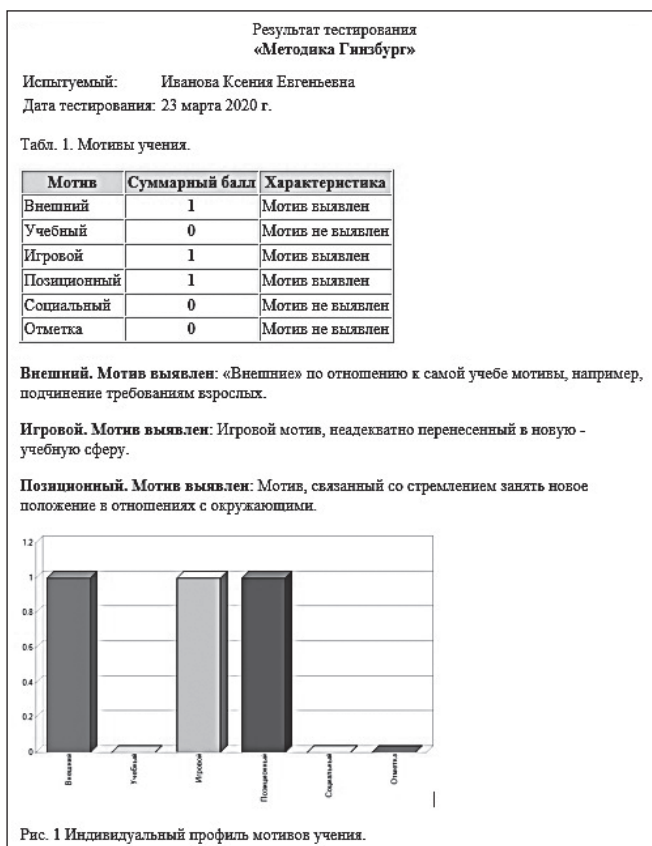 Результат тестирования
«Методика Гинзбург»
Испытуемый: Иванова Ксения Евгеньевна
Дата тестирования: 23 марта 2020 г.
Табл. 1. Мотивы учения.
Мотив Суммарный балл Характеристика
Внешний 1 Мотив выявлен
Учебный 0 Мотив не выявлен
Игровой 1 Мотив выявлен
Позиционный 1 Мотив выявлен
Социальный 0 Мотив не выявлен
Отметка 0 Мотив не выявлен
Внешний. Мотив выявлен: «Внешние» по отношению к самой учебе мотивы, например,
подчинение требованиям взрослых.
Игровой. Мотив выявлен: Игровой мотив, неадекватно перенесенный в новую -
учебную сферу.
Позиционный. Мотив выявлен: Мотив, связанный со стремлением занять новое
положение в отношениях с окружающими.
1.2
1
0.8
0.6
0.4
0.2
0
Внешний
Учебный
Игровой
Позиционный
Социальный
Отметка
Рис. 1 Индивидуальный профиль мотивов учения.